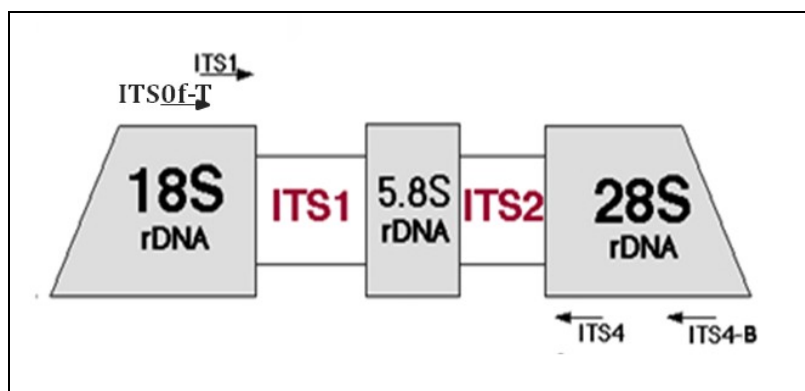 ITS1
ITS0f-T
18S
rDNA
ITS1
5.8S
rDNA
ITS2
28S
rDNA
ITS4
ITS4-B